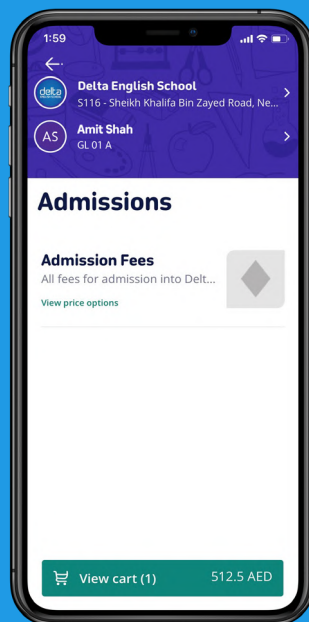 1:59
delta
Delta English School
S116 - Sheikh Khalifa Bin Zayed Road, Ne...
AS
Amit Shah
GL 01 A
Admissions
Admission Fees
All fees for admission into Delt...
View price options
View cart (1)
512.5 AED